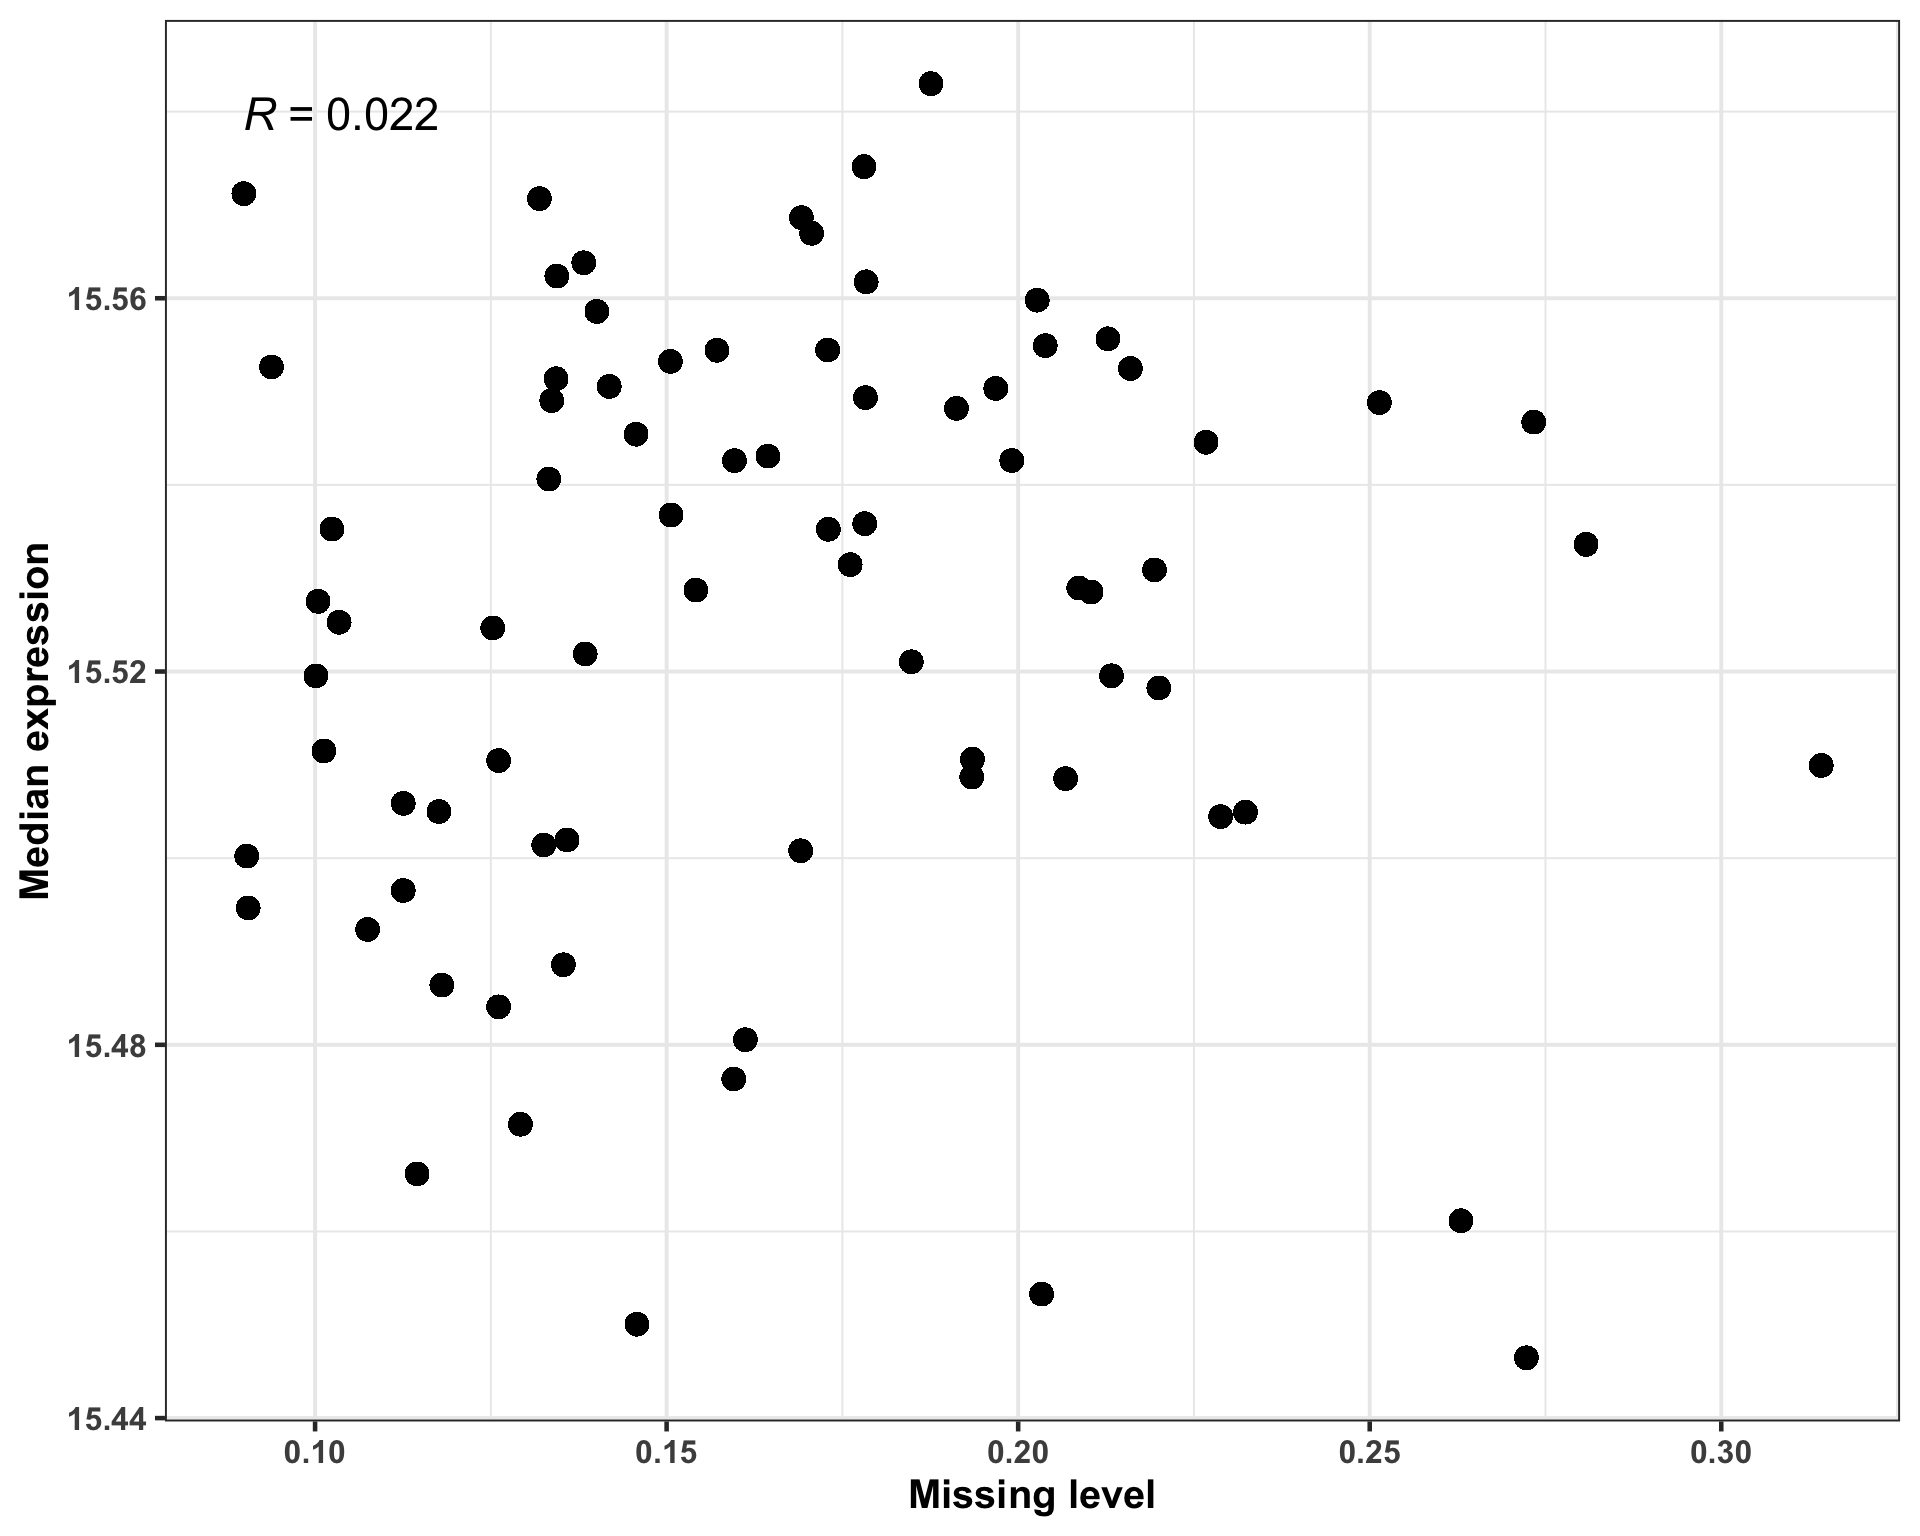 R = 0.022
15.56
15.52
15.48
15.44
Median expression
0.10 0.15 0.20 0.25 0.30
Missing level